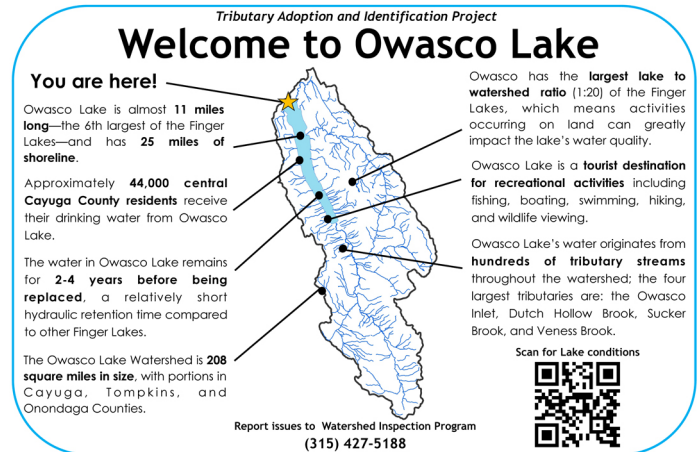 Tributary Adoption and Identification Project
Welcome to Owasco Lake
You are here!
Owasco Lake is almost 11 miles
long—the 6th largest of the Finger
Lakes—and has 25 miles of
shoreline.
Approximately 44,000 central
Cayuga County residents receive
their drinking water from Owasco
Lake.
The water in Owasco Lake remains
for 2-4 years before being
replaced, a relatively short
hydraulic retention time compared
to other Finger Lakes.
The Owasco Lake Watershed is 208
square miles in size, with portions in
Cayuga, Tompkins, and
Onondaga Counties.
Owasco has the largest lake to
watershed ratio (1:20) of the Finger
Lakes, which means activities
occurring on land can greatly
impact the lake's water quality.
Owasco Lake is a tourist destination
for recreational activities including
fishing, boating, swimming, hiking,
and wildlife viewing.
Owasco Lake's water originates from
hundreds of tributary streams
throughout the watershed; the four
largest tributaries are: the Owasco
Inlet, Dutch Hollow Brook, Sucker
Brook, and Veness Brook.
Scan for Lake conditions
Report issues to Watershed Inspection Program
(315) 427-5188